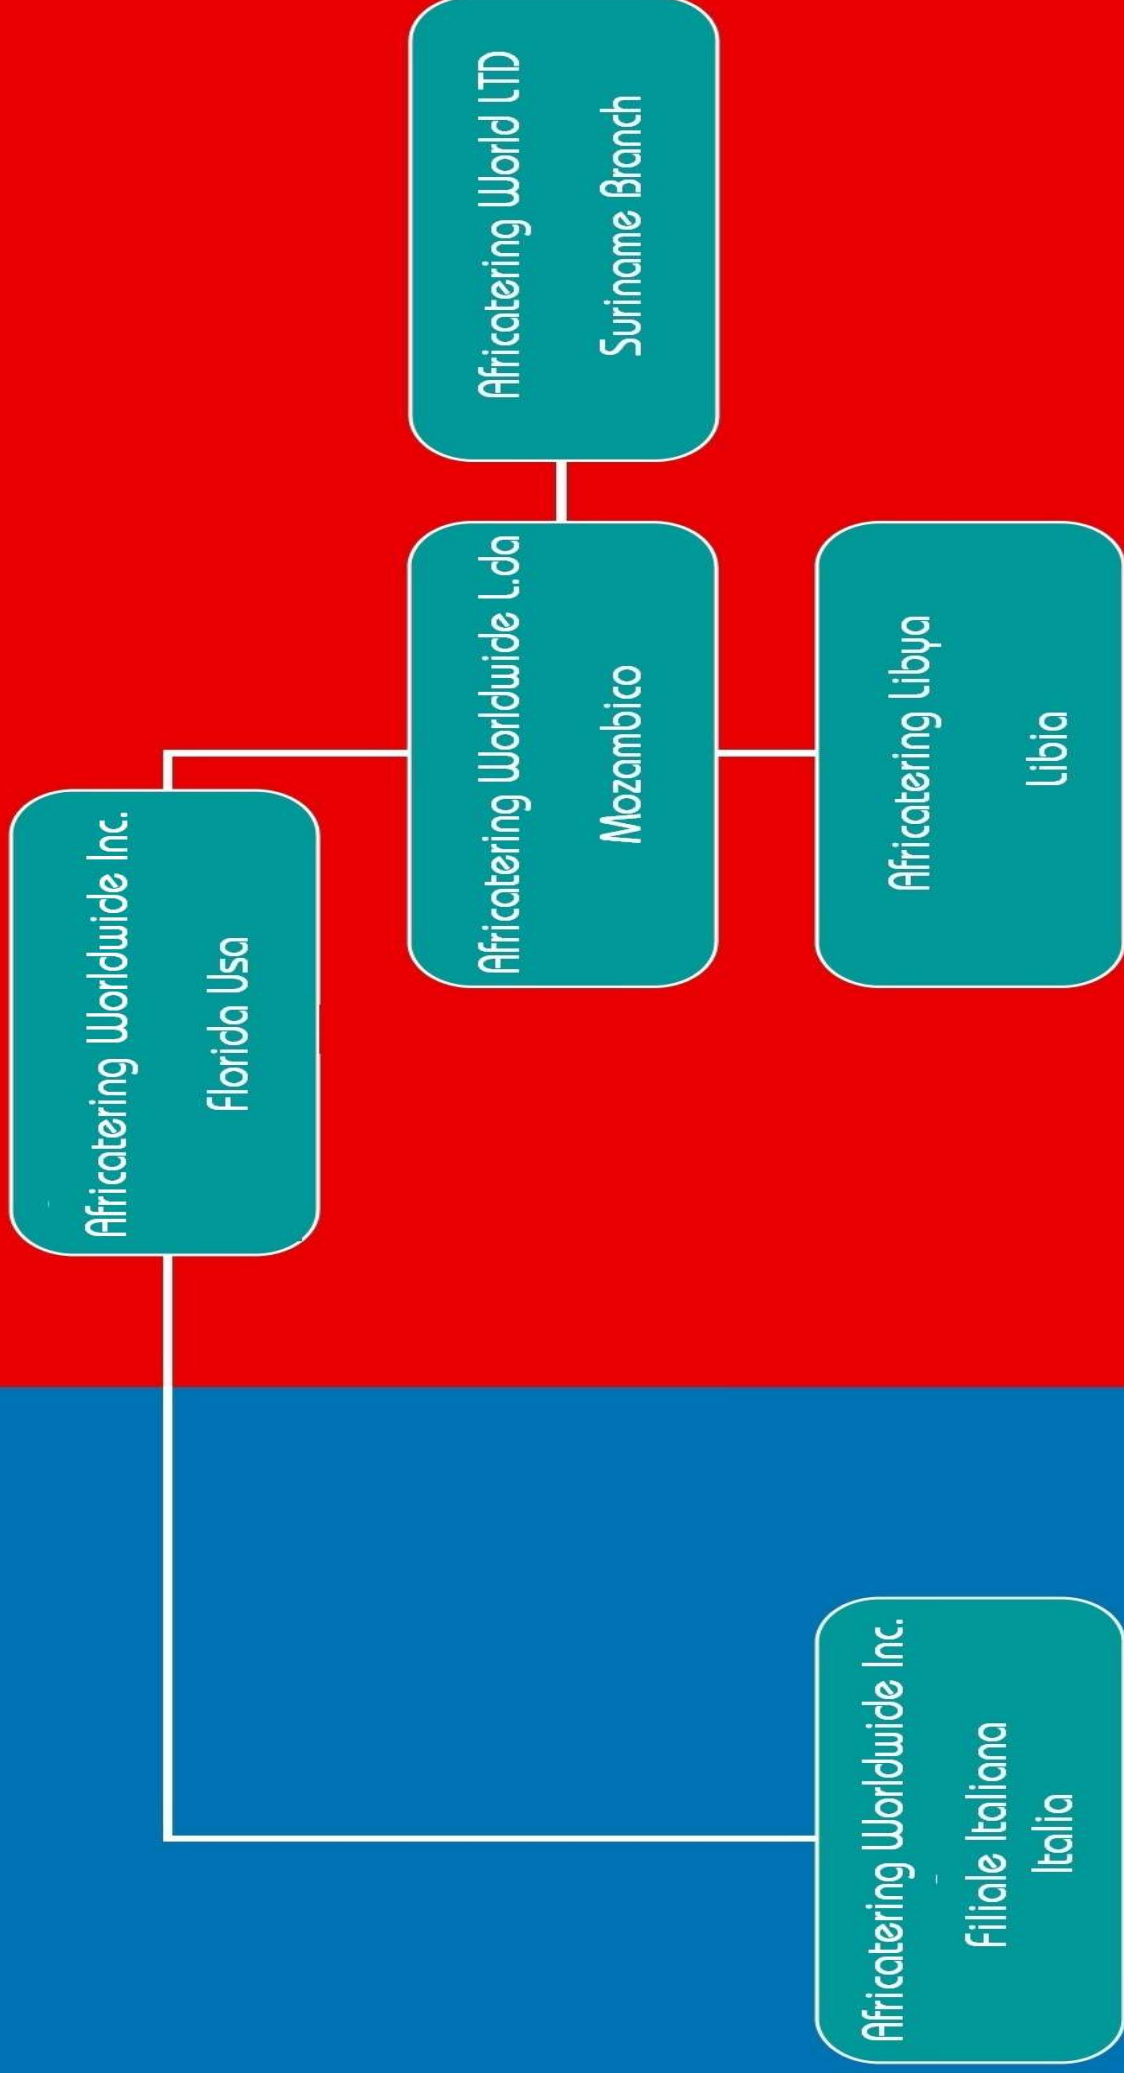 Africatering Worldwide Inc.
Florida Usa
Africatering Worldwide L.da
Mozambico
Africatering World LTD
Suriname Branch
Africatering Worldwide Inc.
Filiale Italiana
Italia
Africatering Libya
Libia